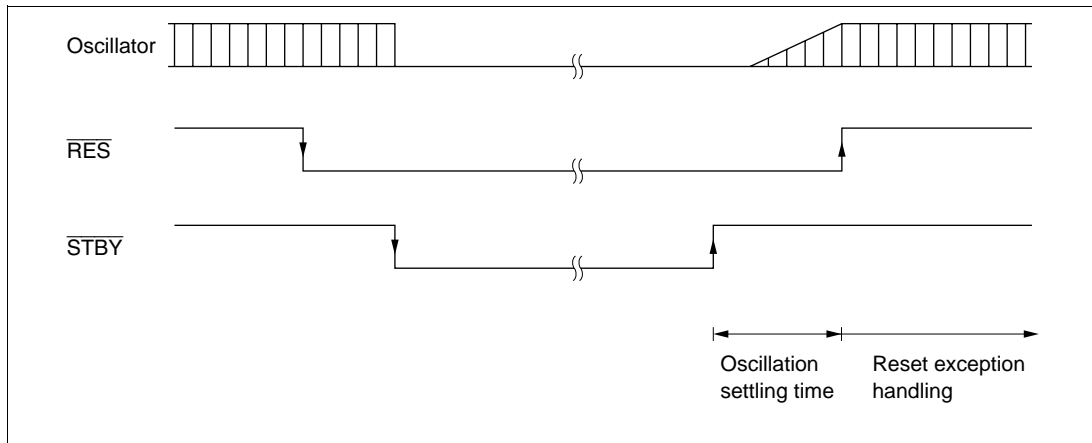 Oscillator
RES
STBY
Oscillation
settling time
Reset exception
handling